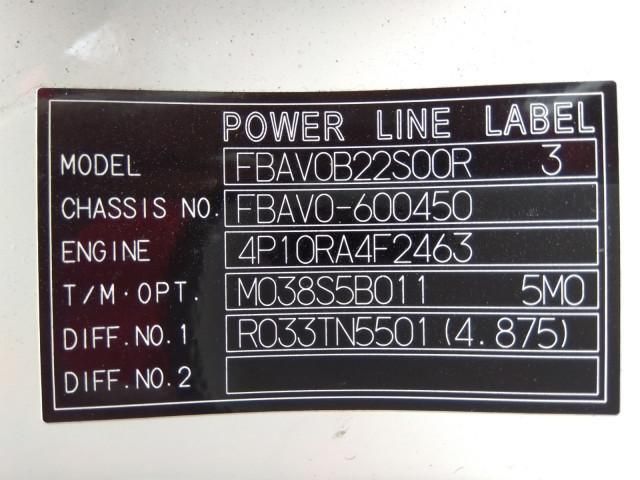 POWER LINE LABEL
MODEL FBAV0B22S00R 3
CHASSIS NO. FBAV0-600450
ENGINE 4P10RA4F2463
T/M·OPT. M038S5B011 5M0
DIFF.NO.1 R033TN5501(4.875)
DIFF.NO.2